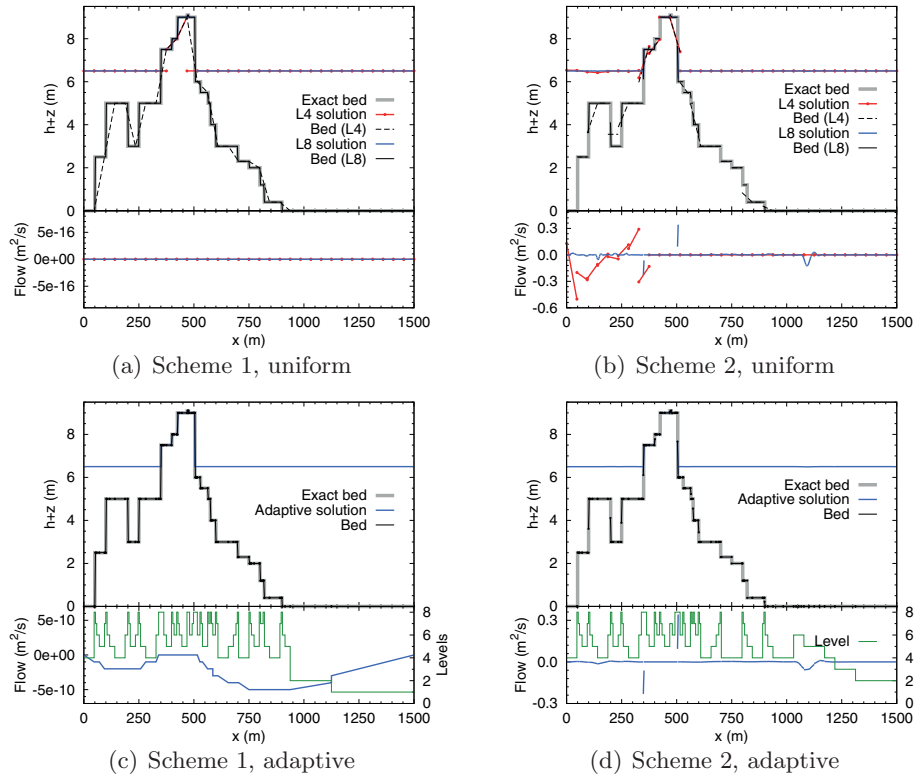 h+z (m)
8
6
4
2
0
Exact bed
L4 solution
Bed (L4)
L8 solution
Bed (L8)
Flow (m²/s)
5e-16
0e+00
-5e-16
0 250 500 750 1000 1250 1500
x (m)
(a) Scheme 1, uniform
h+z (m)
8
6
4
2
0
Exact bed
L4 solution
Bed (L4)
L8 solution
Bed (L8)
Flow (m²/s)
0.3
0.0
-0.3
-0.6
0 250 500 750 1000 1250 1500
x (m)
(b) Scheme 2, uniform
h+z (m)
8
6
4
2
0
Exact bed
Adaptive solution
Bed
Flow (m²/s)
5e-10
0e+00
-5e-10
8
6
4
2
0
Levels
0 250 500 750 1000 1250 1500
x (m)
(c) Scheme 1, adaptive
h+z (m)
8
6
4
2
0
Exact bed
Adaptive solution
Bed
Flow (m²/s)
0.3
0.0
-0.3
Level
8
6
4
2
0
0 250 500 750 1000 1250 1500
x (m)
(d) Scheme 2, adaptive